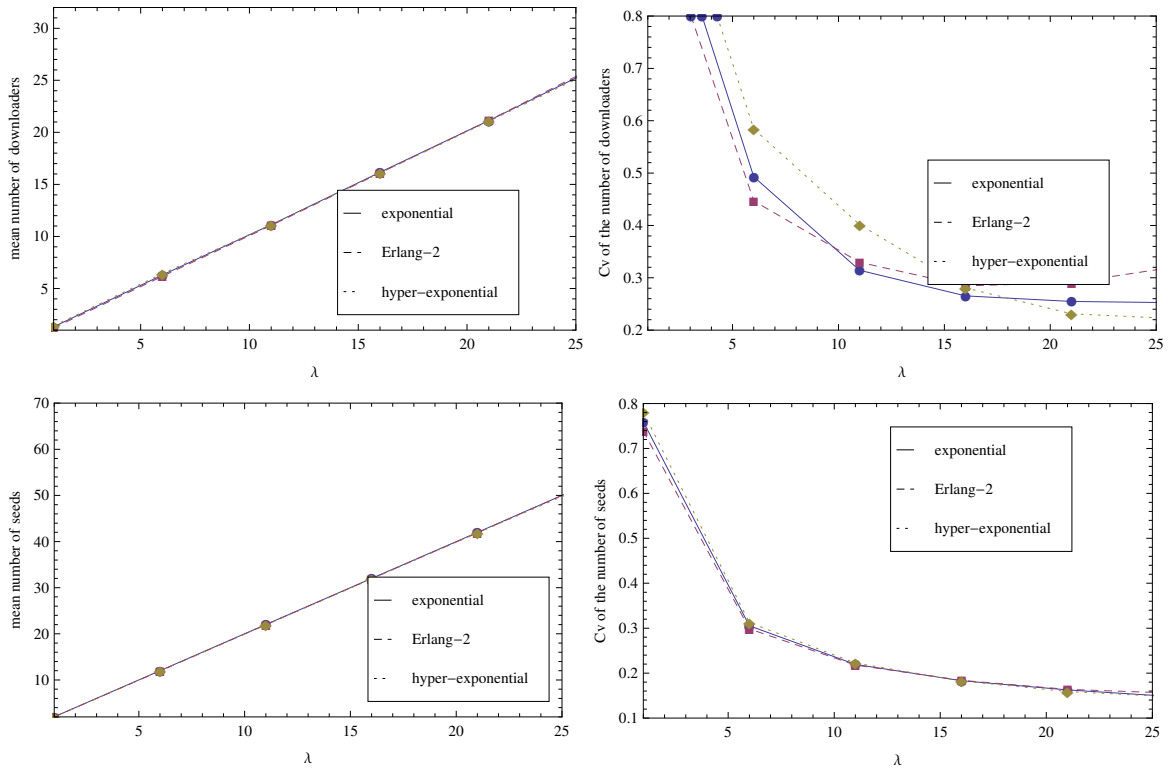 mean number of downloaders
30
25
20
15
10
5
5
10
15
20
25
λ
exponential
Erlang−2
hyper−exponential
Cv of the number of downloaders
0.8
0.7
0.6
0.5
0.4
0.3
0.2
5
10
15
20
25
λ
exponential
Erlang−2
hyper−exponential
mean number of seeds
70
60
50
40
30
20
10
5
10
15
20
25
λ
exponential
Erlang−2
hyper−exponential
Cv of the number of seeds
0.8
0.7
0.6
0.5
0.4
0.3
0.2
0.1
5
10
15
20
25
λ
exponential
Erlang−2
hyper−exponential